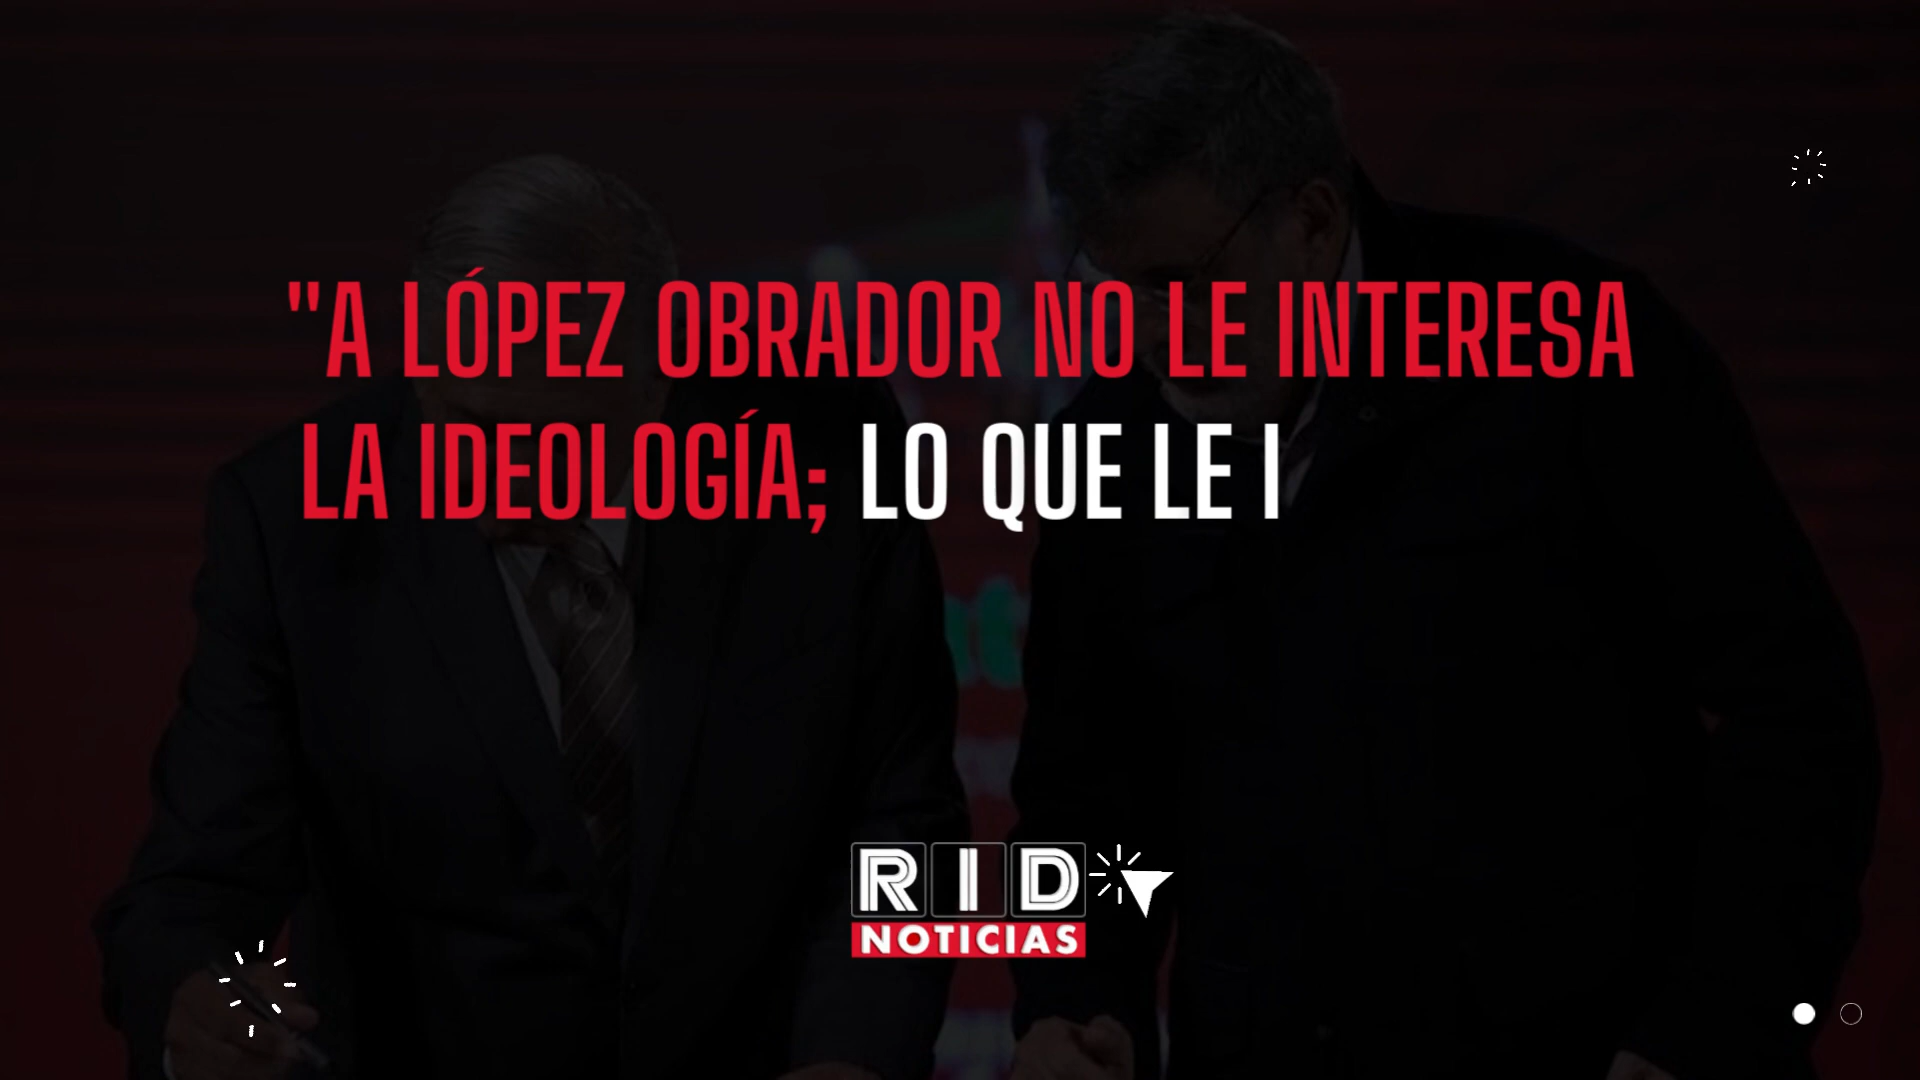 "A LÓPEZ OBRADOR NO LE INTERESA
LA IDEOLOGÍA; LO QUE LE I
RID
NOTICIAS